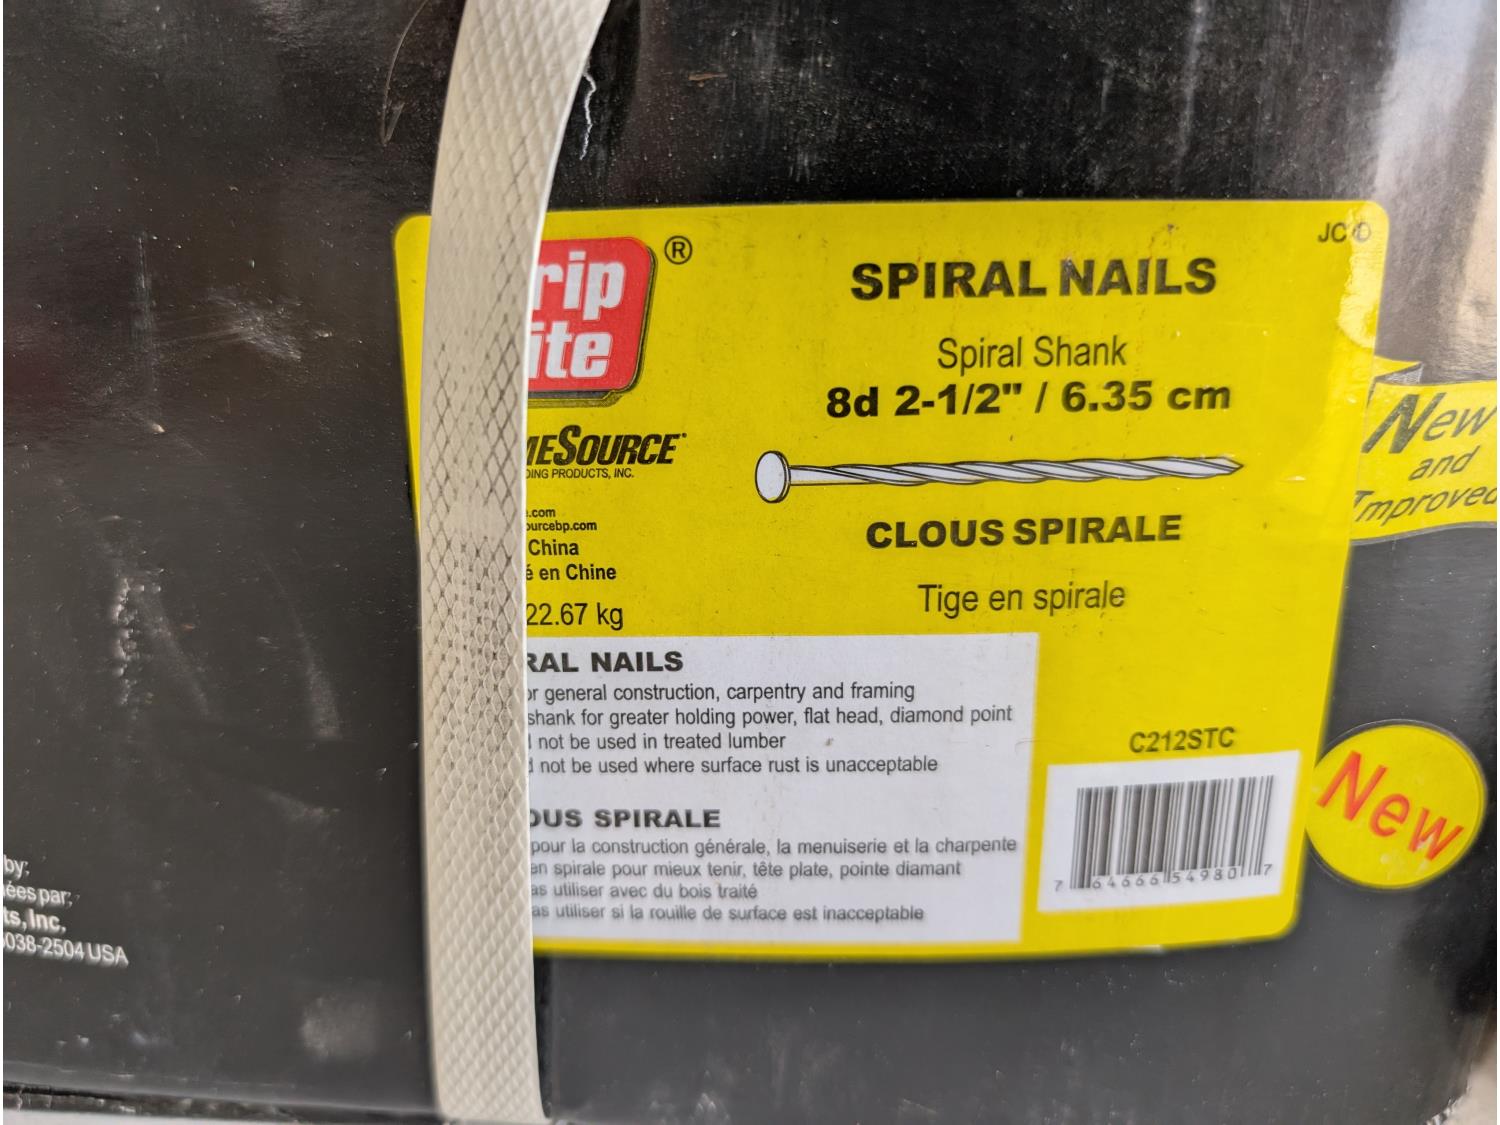 rip
ite
®
SPIRAL NAILS
Spiral Shank
8d 2-1/2" / 6.35 cm
MESOURCE
DING PRODUCTS, INC.
.com
ourcebp.com
China
é en Chine
22.67 kg
CLOUS SPIRALE
Tige en spirale
New
and
Improved
RAL NAILS
or general construction, carpentry and framing
shank for greater holding power, flat head, diamond point
not be used in treated lumber
d not be used where surface rust is unacceptable
OUS SPIRALE
pour la construction générale, la menuiserie et la charpente
en spirale pour mieux tenir, tête plate, pointe diamant
as utiliser avec du bois traité
as utiliser si la rouille de surface est inacceptable
C212STC
7 64666 54980 7
New
by:
ées par:
ts, Inc.
038-2504 USA